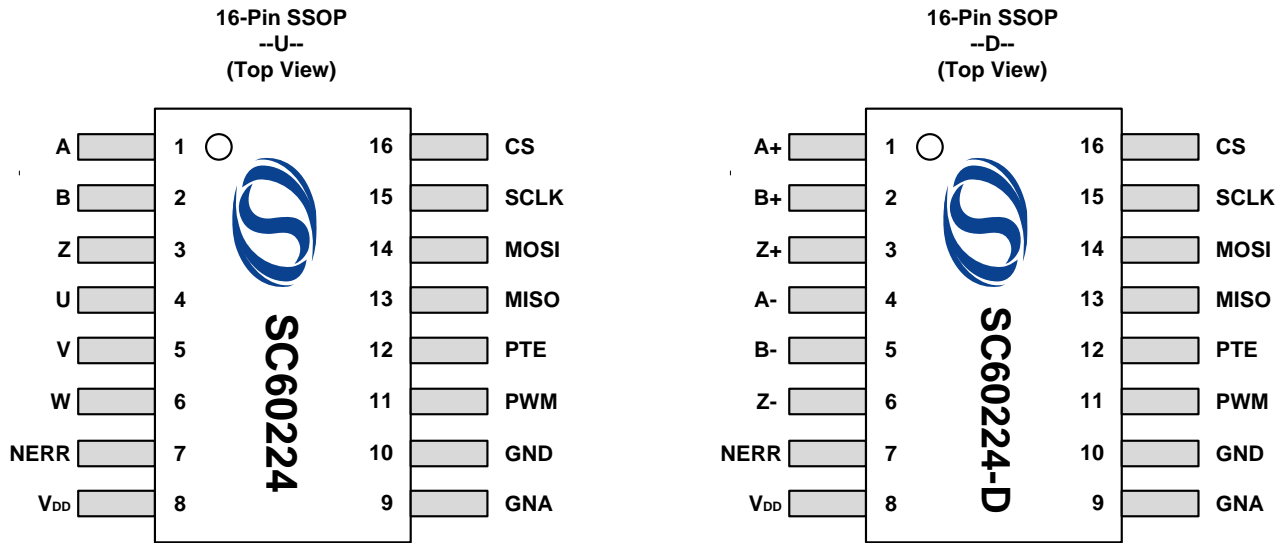 16-Pin SSOP
--U--
(Top View)
A 1 16 CS
B 2 15 SCLK
Z 3 14 MOSI
U 4 13 MISO
V 5 12 PTE
W 6 11 PWM
NERR 7 10 GND
VDD 8 9 GNA
SC60224
16-Pin SSOP
--D--
(Top View)
A+ 1 16 CS
B+ 2 15 SCLK
Z+ 3 14 MOSI
A- 4 13 MISO
B- 5 12 PTE
Z- 6 11 PWM
NERR 7 10 GND
VDD 8 9 GNA
SC60224-D